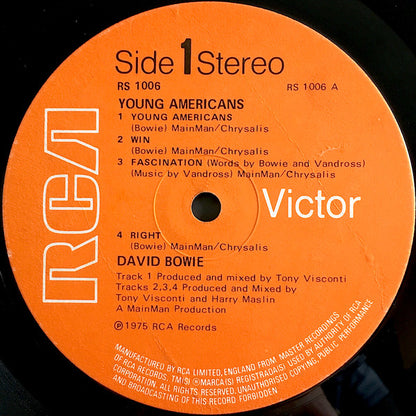 Side 1 Stereo
RS 1006
RS 1006 A
YOUNG AMERICANS
1 YOUNG AMERICANS
(Bowie) MainMan/Chrysalis
2 WIN
(Bowie) MainMan/Chrysalis
3 FASCINATION (Words by Bowie and Vandross)
(Music by Vandross) MainMan/Chrysalis
RCA
Victor
4 RIGHT
(Bowie) MainMan/Chrysalis
DAVID BOWIE
Track 1 Produced and mixed by Tony Visconti
Tracks 2,3,4 Produced and Mixed by
Tony Visconti and Harry Maslin
A MainMan Production
℗1975 RCA Records
MANUFACTURED BY RCA LIMITED, ENGLAND FROM MASTER RECORDINGS
OF RCA RECORDS. TM(S) ® MARCA(S) REGISTRADA(S) USED BY AUTHORITY OF RCA
CORPORATION. ALL RIGHTS RESERVED. UNAUTHORISED COPYING, PUBLIC PERFORMANCE
AND BROADCASTING OF THIS RECORD FORBIDDEN